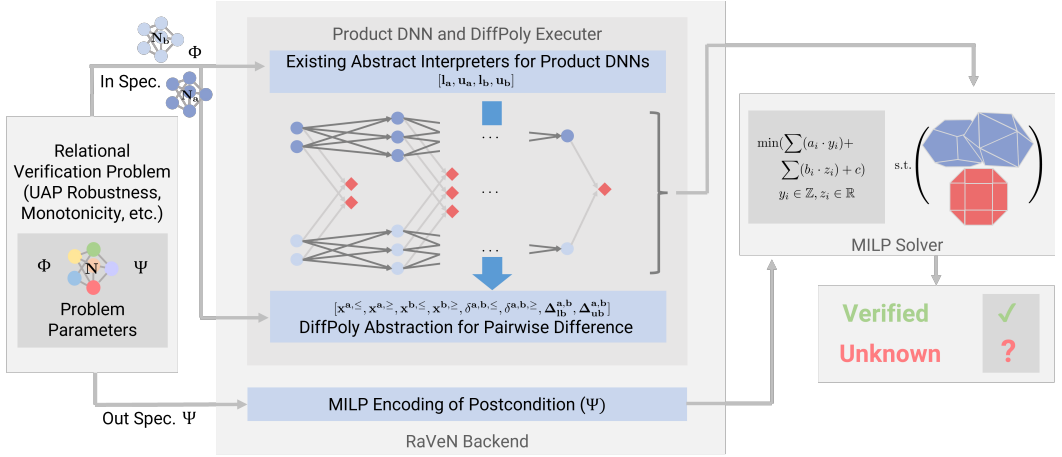 N_b
Φ
In Spec.
N_a
Relational
Verification Problem
(UAP Robustness,
Monotonicity, etc.)
Φ
N
Ψ
Problem
Parameters
Out Spec. Ψ
Product DNN and DiffPoly Executer
Existing Abstract Interpreters for Product DNNs
[l_a, u_a, l_b, u_b]
...
...
...
[x^{a,≤}, x^{a,≥}, x^{b,≤}, x^{b,≥}, δ^{a,b,≤}, δ^{a,b,≥}, Δ_{lb}^{a,b}, Δ_{ub}^{a,b}]
DiffPoly Abstraction for Pairwise Difference
MILP Encoding of Postcondition (Ψ)
RaVeN Backend
min(∑(a_i · y_i)+
∑(b_i · z_i) + c)
y_i ∈ ℤ, z_i ∈ ℝ
s.t.
MILP Solver
Verified ✓
Unknown ?